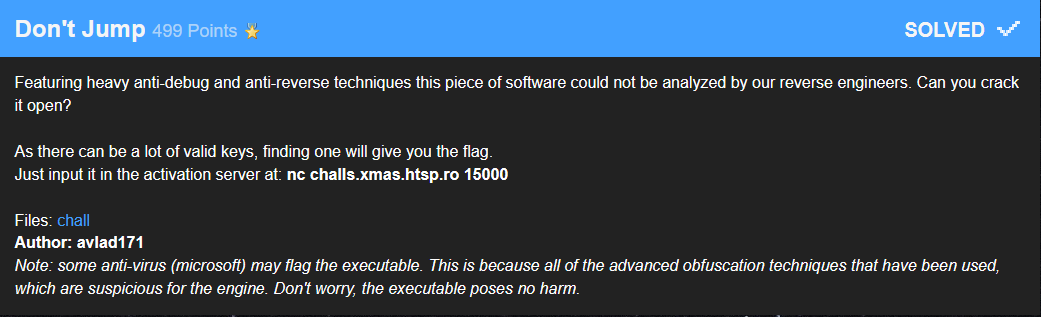 Don't Jump 499 Points SOLVED
Featuring heavy anti-debug and anti-reverse techniques this piece of software could not be analyzed by our reverse engineers. Can you crack
it open?
As there can be a lot of valid keys, finding one will give you the flag.
Just input it in the activation server at: nc challs.xmas.htsp.ro 15000
Files: chall
Author: avlad171
Note: some anti-virus (microsoft) may flag the executable. This is because all of the advanced obfuscation techniques that have been used,
which are suspicious for the engine. Don't worry, the executable poses no harm.